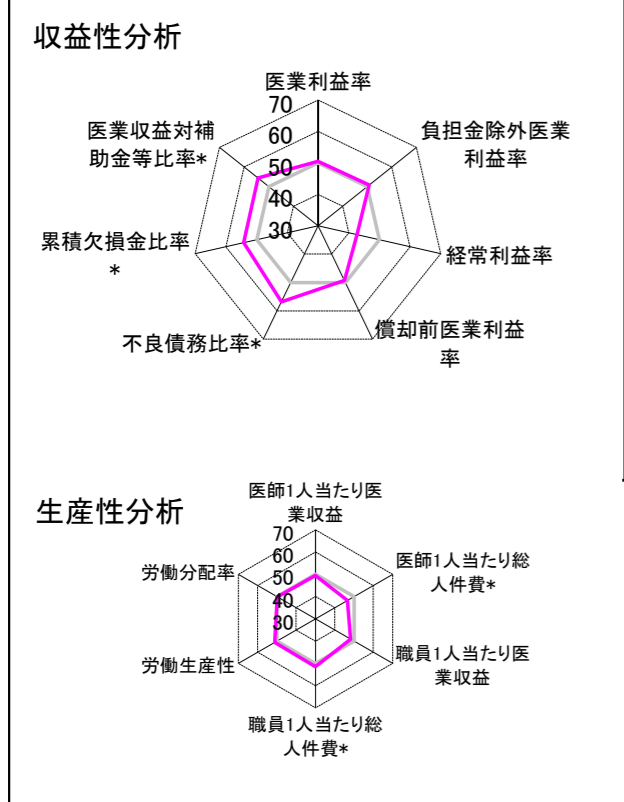 収益性分析
医業利益率
70
60
50
40
30
負担金除外医業
利益率
経常利益率
償却前医業利益
率
不良債務比率*
累積欠損金比率
*
医業収益対補
助金等比率*
生産性分析
医師1人当たり医
業収益
70
60
50
40
30
医師1人当たり総
人件費*
職員1人当たり医
業収益
職員1人当たり総
人件費*
労働生産性
労働分配率